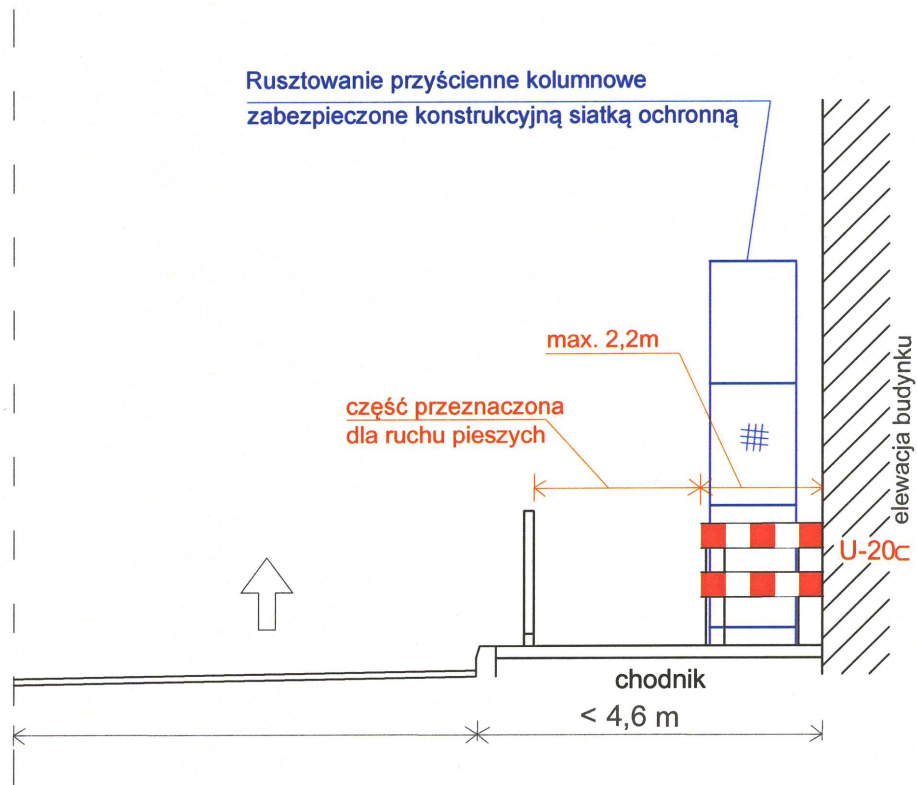 Rusztowanie przyścienne kolumnowe
zabezpieczone konstrukcyjną siatką ochronną
max. 2,2m
część przeznaczona
dla ruchu pieszych
elewacja budynku
U-20c
chodnik
< 4,6 m